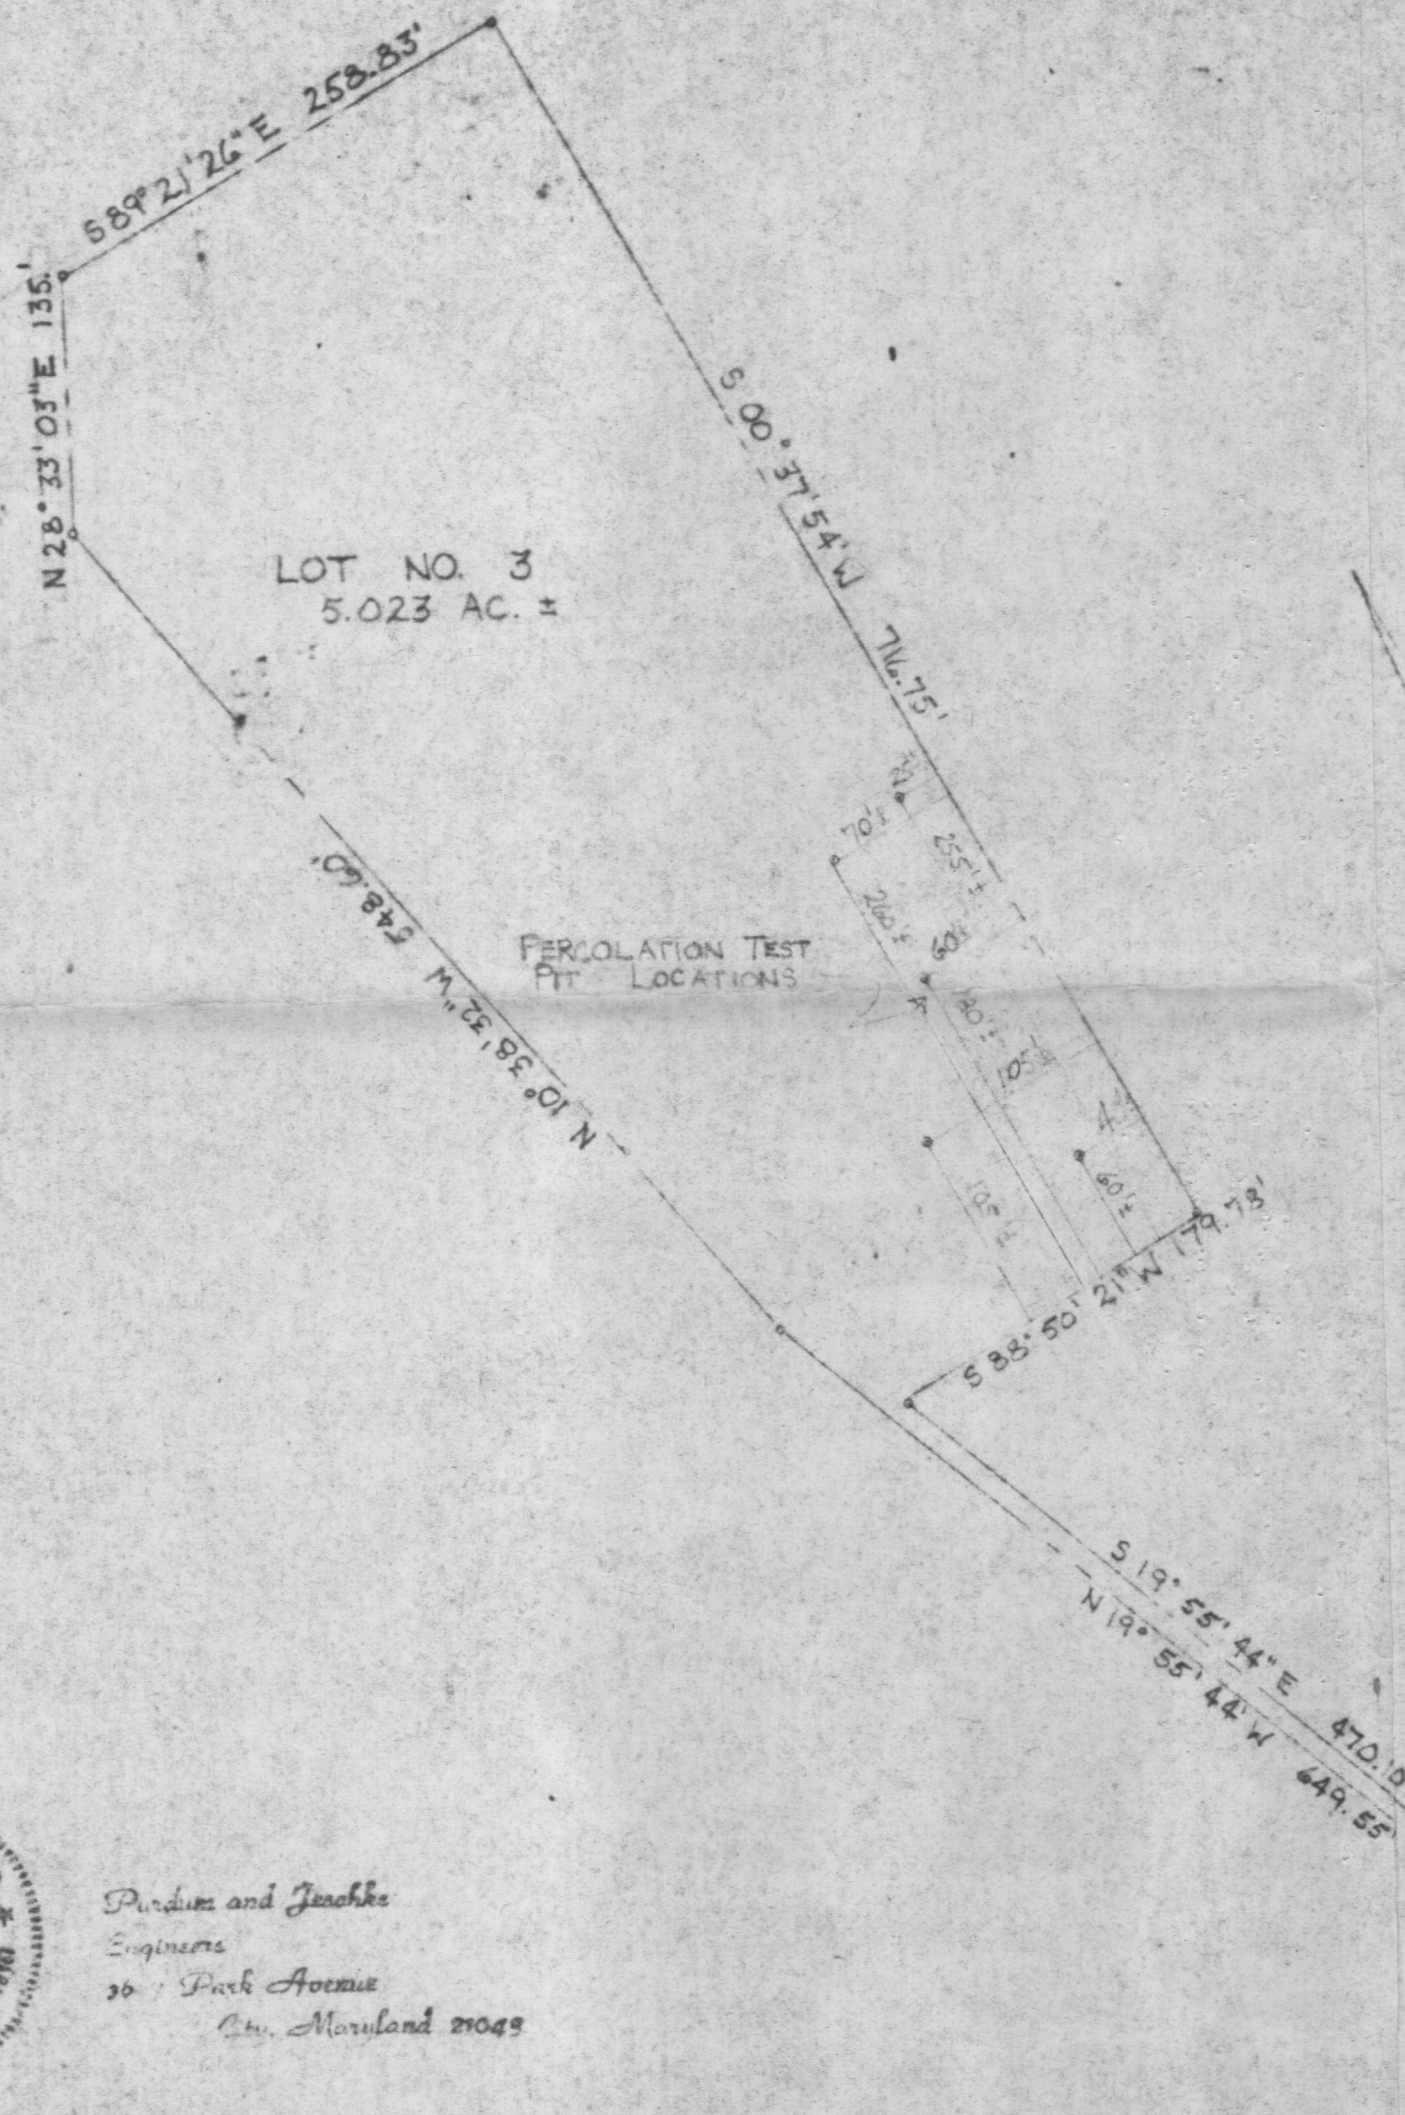 S 89° 21' 26" E 258.83'
N 28° 33' 03" E 135.'
S 00° 37' 54' W 716.75'
LOT NO. 3
5.023 AC. ±
70'±
255'±
260'±
60'±
N 10° 38' 32" W 548.60'
PERCOLATION TEST
PIT LOCATIONS
180'±
105'±
60'±
105'±
S 88° 50' 21" W 179.78'
S 19° 55' 44" E 470.10
N 19° 55' 44' W 649.55'
Purdum and Jeschke
Engineers
Park Avenue
Maryland 21043